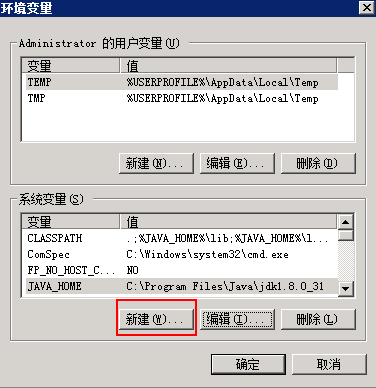 环境变量
Administrator 的用户变量(U)
变量 值
TEMP %USERPROFILE%\AppData\Local\Temp
TMP %USERPROFILE%\AppData\Local\Temp
新建(N)... 编辑(E)... 删除(D)
系统变量(S)
变量 值
CLASSPATH .;%JAVA_HOME%\lib;%JAVA_HOME%\l...
ComSpec C:\Windows\system32\cmd.exe
FP_NO_HOST_C... NO
JAVA_HOME C:\Program Files\Java\jdk1.8.0_31
新建(W)... 编辑(I)... 删除(L)
确定 取消